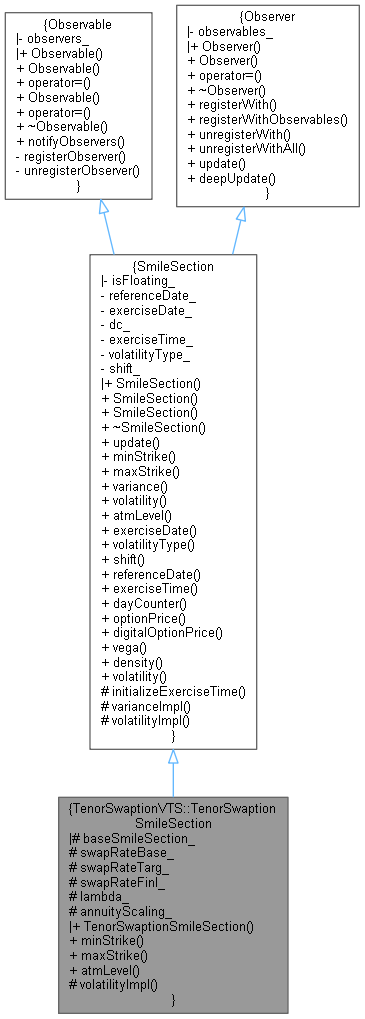 {Observable
|- observers_
|+ Observable()
+ Observable()
+ operator=()
+ Observable()
+ operator=()
+ ~Observable()
+ notifyObservers()
- registerObserver()
- unregisterObserver()
}
{Observer
|- observables_
|+ Observer()
+ Observer()
+ operator=()
+ ~Observer()
+ registerWith()
+ registerWithObservables()
+ unregisterWith()
+ unregisterWithAll()
+ update()
+ deepUpdate()
}
{SmileSection
|- isFloating_
- referenceDate_
- exerciseDate_
- dc_
- exerciseTime_
- volatilityType_
- shift_
|+ SmileSection()
+ SmileSection()
+ SmileSection()
+ ~SmileSection()
+ update()
+ minStrike()
+ maxStrike()
+ variance()
+ volatility()
+ atmLevel()
+ exerciseDate()
+ volatilityType()
+ shift()
+ referenceDate()
+ exerciseTime()
+ dayCounter()
+ optionPrice()
+ digitalOptionPrice()
+ vega()
+ density()
+ volatility()
# initializeExerciseTime()
# varianceImpl()
# volatilityImpl()
}
{TenorSwaptionVTS::TenorSwaption
SmileSection
|# baseSmileSection_
# swapRateBase_
# swapRateTarg_
# swapRateFinl_
# lambda_
# annuityScaling_
|+ TenorSwaptionSmileSection()
+ minStrike()
+ maxStrike()
+ atmLevel()
# volatilityImpl()
}